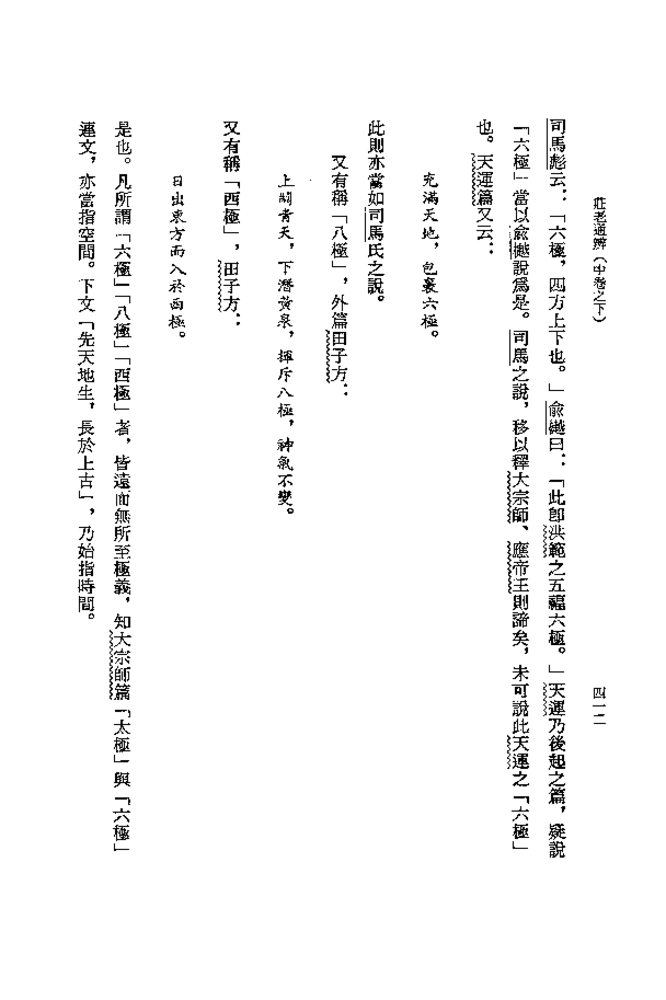 莊老通辨（中卷之下）
四一二
司馬彪云：「六極，四方上下也。」俞樾曰：「此卽洪範之五福六極。」天運乃後起之篇，疑說
「六極」當以俞樾說爲是。司馬之說，移以釋大宗師、應帝王則諦矣，未可說此天運之「六極」
也。天運篇又云：
充滿天地，包裹六極。
此則亦當如司馬氏之說。
又有稱「八極」，外篇田子方：
上闚青天，下潛黃泉，揮斥八極，神氣不變。
又有稱「西極」，田子方：
日出東方而入於西極。
是也。凡所謂「六極」「八極」「西極」者，皆遠而無所至極義，知大宗師篇「太極」與「六極」
連文，亦當指空間。下文「先天地生，長於上古」，乃始指時間。